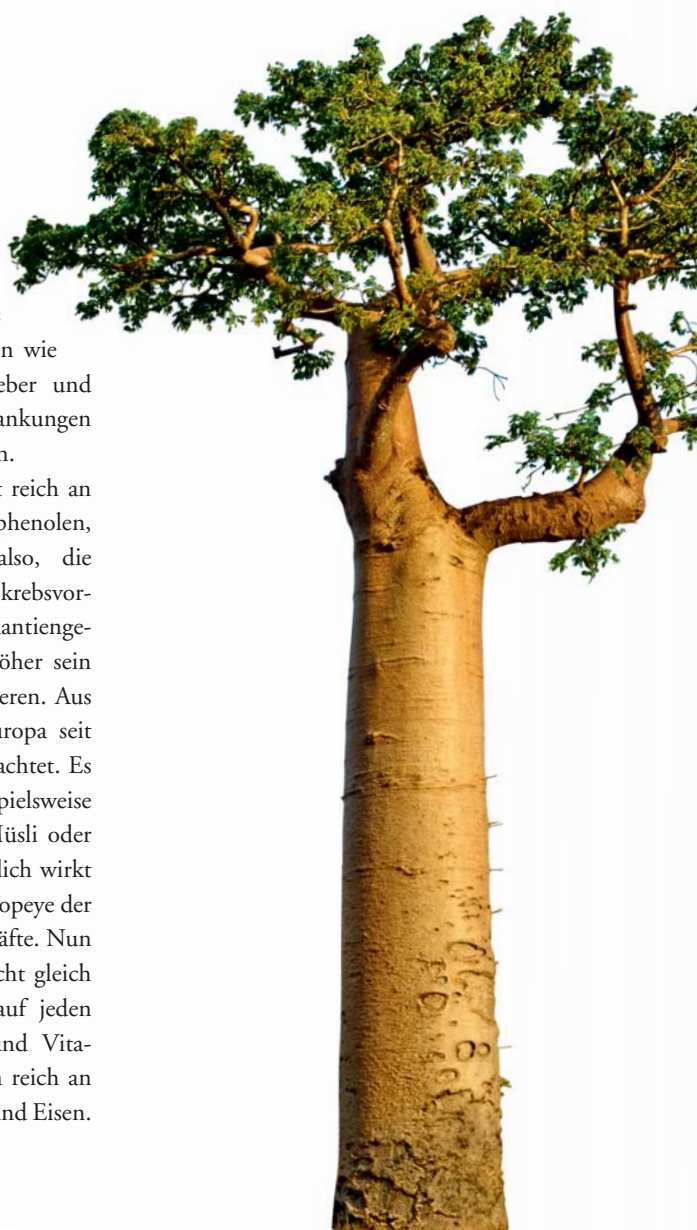 en wie
eber und
ankungen
n.
t reich an
phenolen,
also, die
krebsvor-
antienge-
öher sein
eren. Aus
uropa seit
achtet. Es
pielsweise
Müsli oder
lich wirkt
opeye der
äfte. Nun
cht gleich
auf jeden
und Vita-
n reich an
und Eisen.